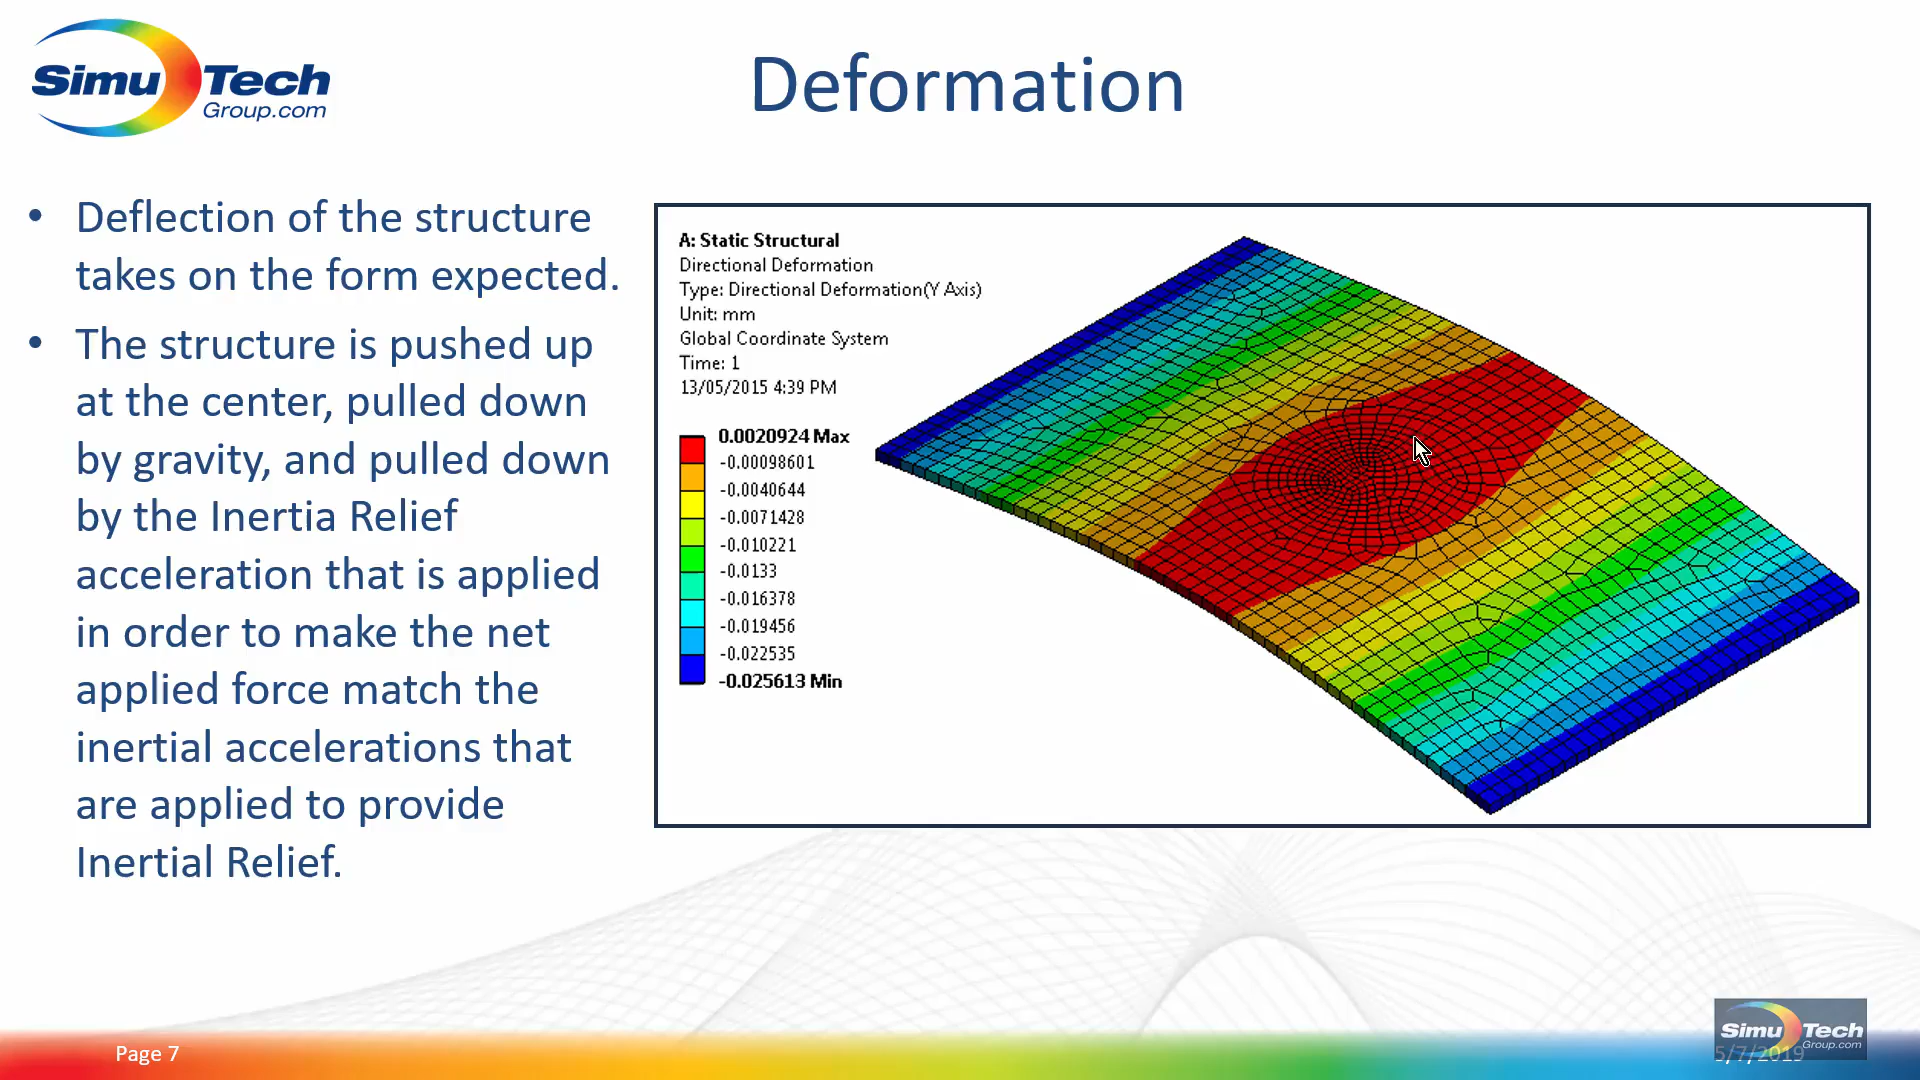 Simu Tech
Group.com
Deformation
• Deflection of the structure
takes on the form expected.
• The structure is pushed up
at the center, pulled down
by gravity, and pulled down
by the Inertia Relief
acceleration that is applied
in order to make the net
applied force match the
inertial accelerations that
are applied to provide
Inertial Relief.
A: Static Structural
Directional Deformation
Type: Directional Deformation(Y Axis)
Unit: mm
Global Coordinate System
Time: 1
13/05/2015 4:39 PM
0.0020924 Max
-0.00098601
-0.0040644
-0.0071428
-0.010221
-0.0133
-0.016378
-0.019456
-0.022535
-0.025613 Min
Page 7
Simu Tech
Group.com
5/7/2019